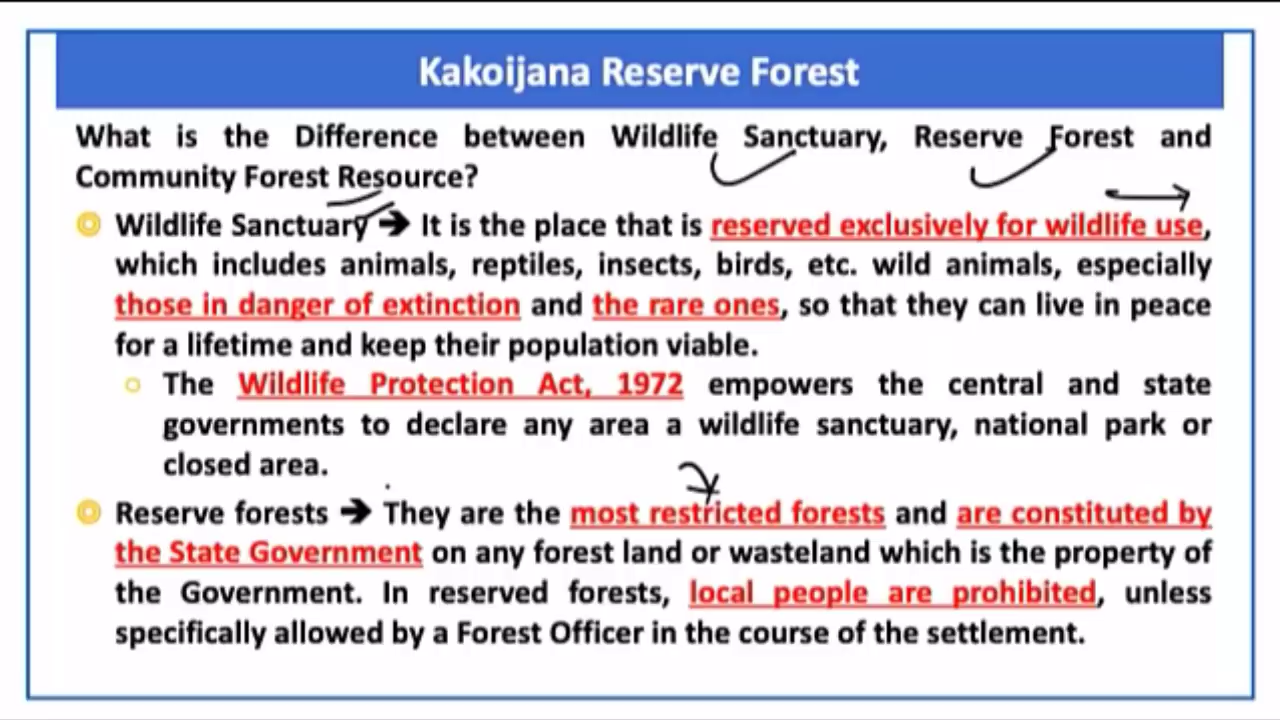 Kakoijana Reserve Forest
What is the Difference between Wildlife Sanctuary, Reserve Forest and
Community Forest Resource?
Wildlife Sanctuary → It is the place that is reserved exclusively for wildlife use,
which includes animals, reptiles, insects, birds, etc. wild animals, especially
those in danger of extinction and the rare ones, so that they can live in peace
for a lifetime and keep their population viable.
The Wildlife Protection Act, 1972 empowers the central and state
governments to declare any area a wildlife sanctuary, national park or
closed area.
Reserve forests → They are the most restricted forests and are constituted by
the State Government on any forest land or wasteland which is the property of
the Government. In reserved forests, local people are prohibited, unless
specifically allowed by a Forest Officer in the course of the settlement.